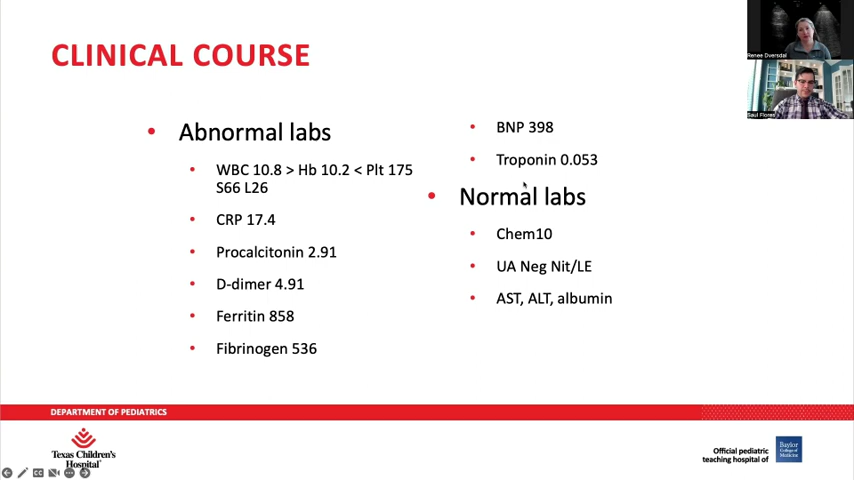 CLINICAL COURSE
• Abnormal labs
• WBC 10.8 > Hb 10.2 < Plt 175
S66 L26
• CRP 17.4
• Procalcitonin 2.91
• D-dimer 4.91
• Ferritin 858
• Fibrinogen 536
• BNP 398
• Troponin 0.053
• Normal labs
• Chem10
• UA Neg Nit/LE
• AST, ALT, albumin
Renee Dversdal
Saul Flores
DEPARTMENT OF PEDIATRICS
Texas Children's
Hospital
Official pediatric
teaching hospital of
Baylor
College of
Medicine
CC